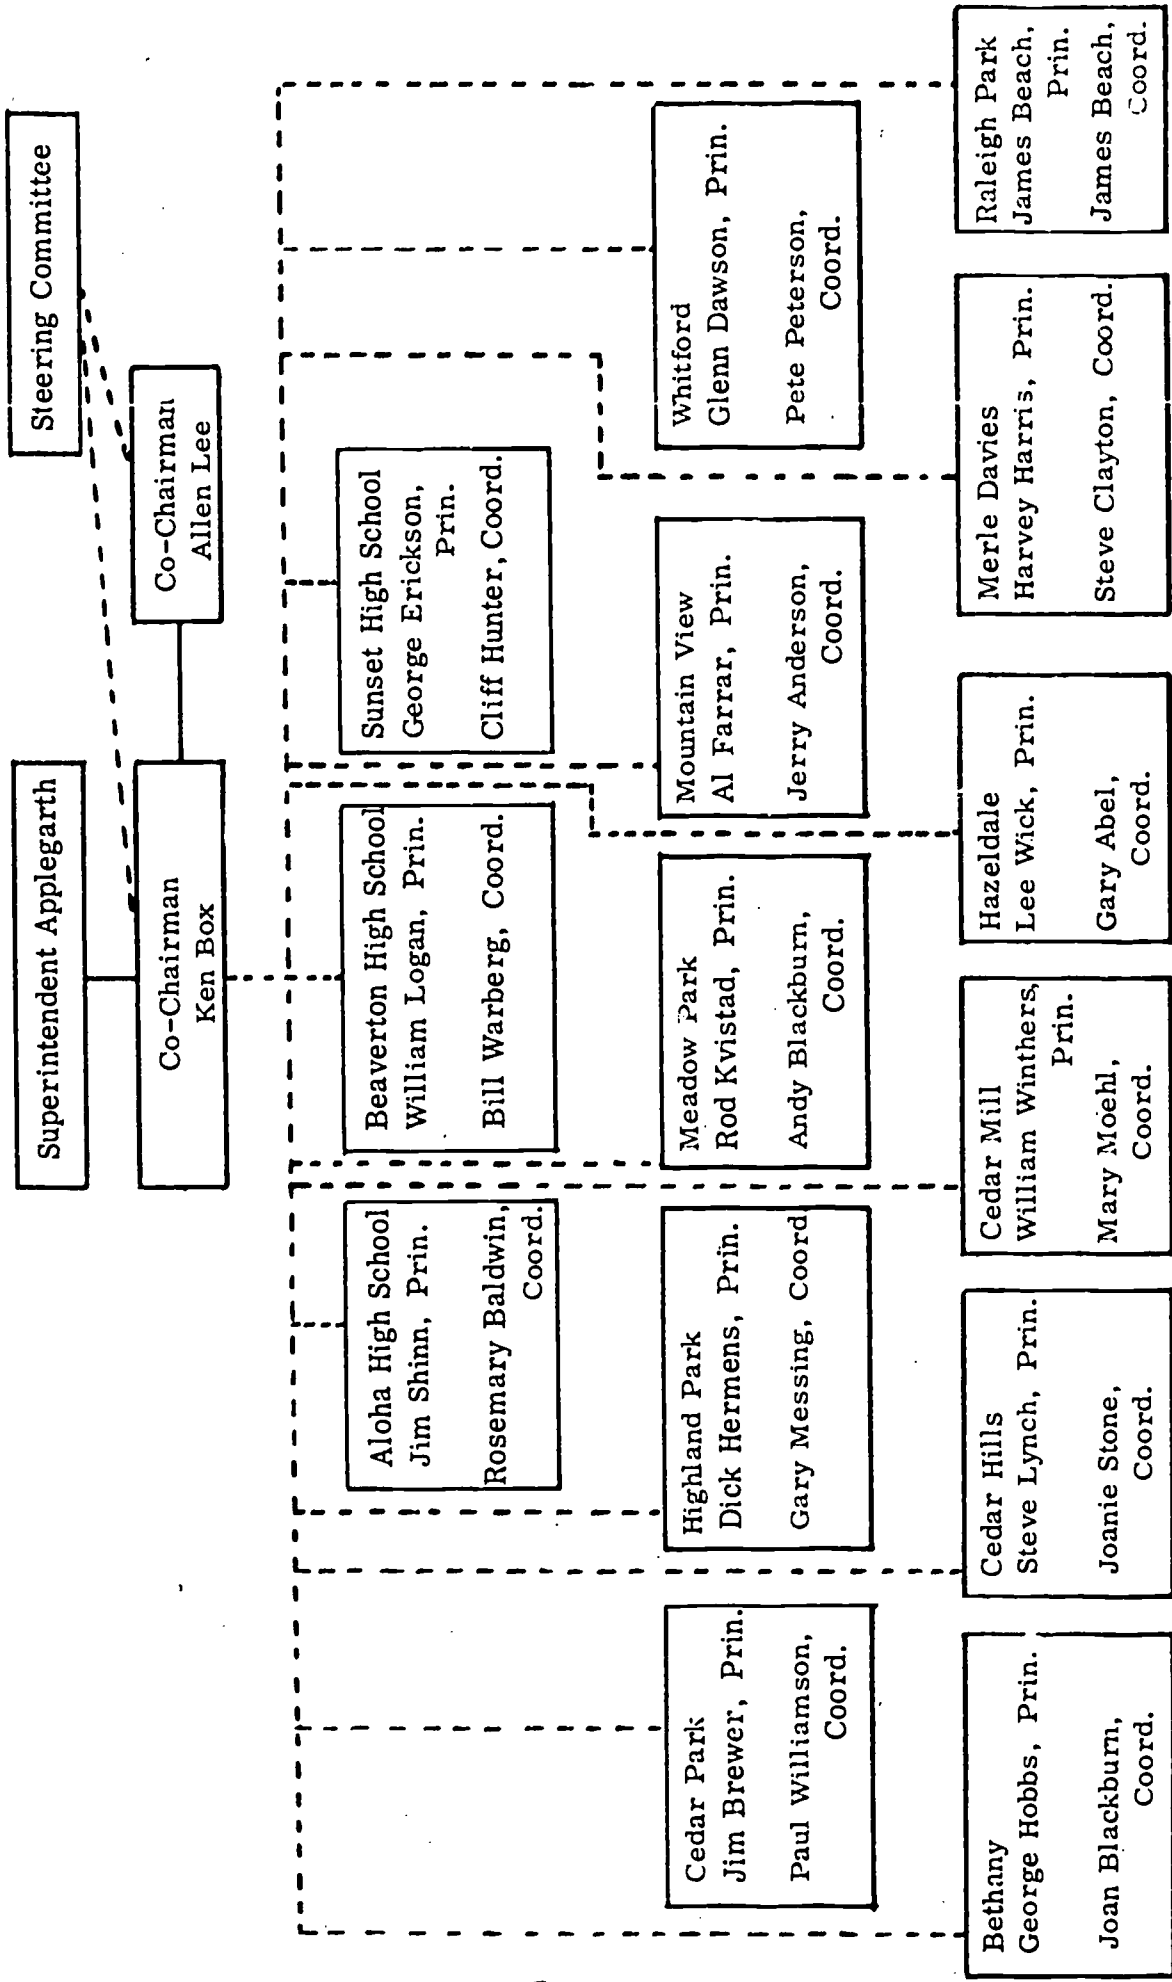 Superintendent Applegarth
Steering Committee
Co-Chairman
Ken Box
Co-Chairman
Allen Lee
Aloha High School
Jim Shinn, Prin.
Rosemary Baldwin,
Coord.
Beaverton High School
William Logan, Prin.
Bill Warberg, Coord.
Sunset High School
George Erickson,
Prin.
Cliff Hunter, Coord.
Cedar Park
Jim Brewer, Prin.
Paul Williamson,
Coord.
Highland Park
Dick Hermens, Prin.
Gary Messing, Coord
Meadow Park
Rod Kvistad, Prin.
Andy Blackburn,
Coord.
Mountain View
Al Farrar, Prin.
Jerry Anderson,
Coord.
Whitford
Glenn Dawson, Prin.
Pete Peterson,
Coord.
Bethany
George Hobbs, Prin.
Joan Blackburn,
Coord.
Cedar Hills
Steve Lynch, Prin.
Joanie Stone,
Coord.
Cedar Mill
William Winthers,
Prin.
Mary Moehl,
Coord.
Hazeldale
Lee Wick, Prin.
Gary Abel,
Coord.
Merle Davies
Harvey Harris, Prin.
Steve Clayton, Coord.
Raleigh Park
James Beach,
Prin.
James Beach,
Coord.